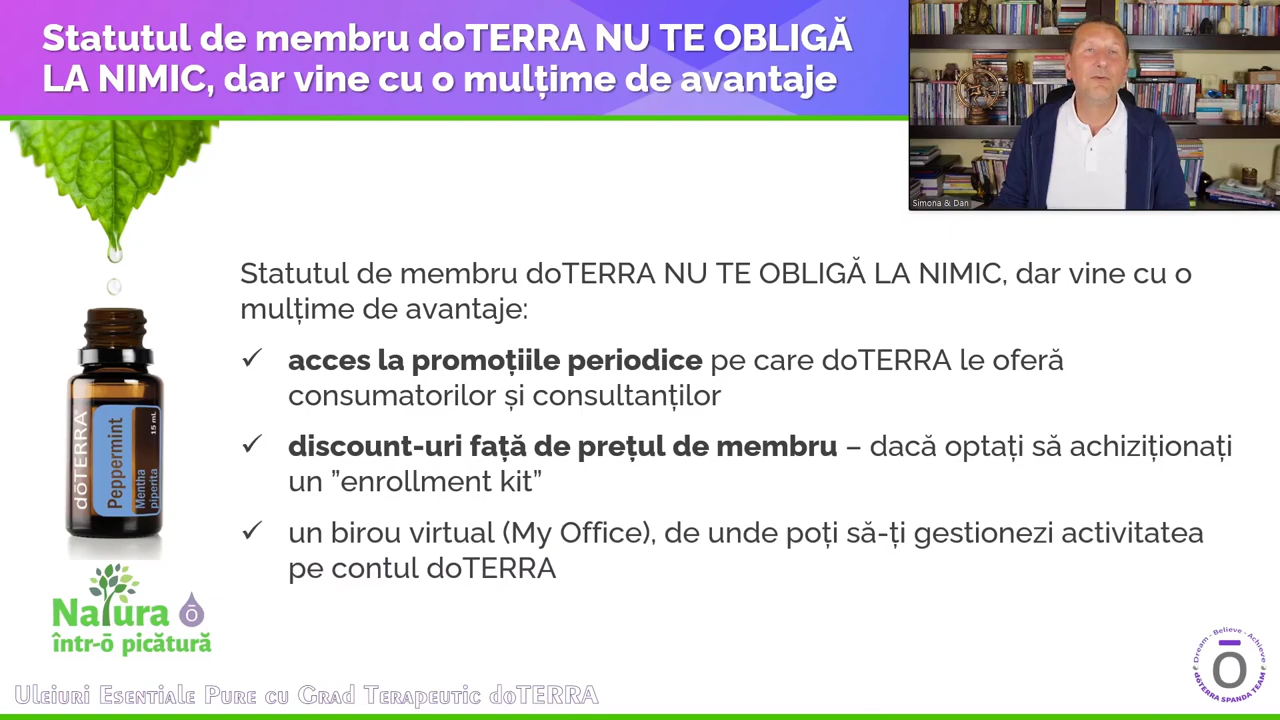 Statutul de membru doTERRA NU TE OBLIGĂ
LA NIMIC, dar vine cu o mulțime de avantaje
Simona & Dan
Statutul de membru doTERRA NU TE OBLIGĂ LA NIMIC, dar vine cu o
mulțime de avantaje:
✓ acces la promoțiile periodice pe care doTERRA le oferă
consumatorilor și consultanților
✓ discount-uri față de prețul de membru – dacă optați să achiziționați
un ”enrollment kit”
✓ un birou virtual (My Office), de unde poți să-ți gestionezi activitatea
pe contul doTERRA
dōTERRA
Peppermint
15 mL
Mentha
piperita
Natura ō
într-ō picătură
Dream - Believe - Achieve
Ō
dōTERRA SPANDA TEAM
Uleiuri Esentiale Pure cu Grad Terapeutic doTERRA